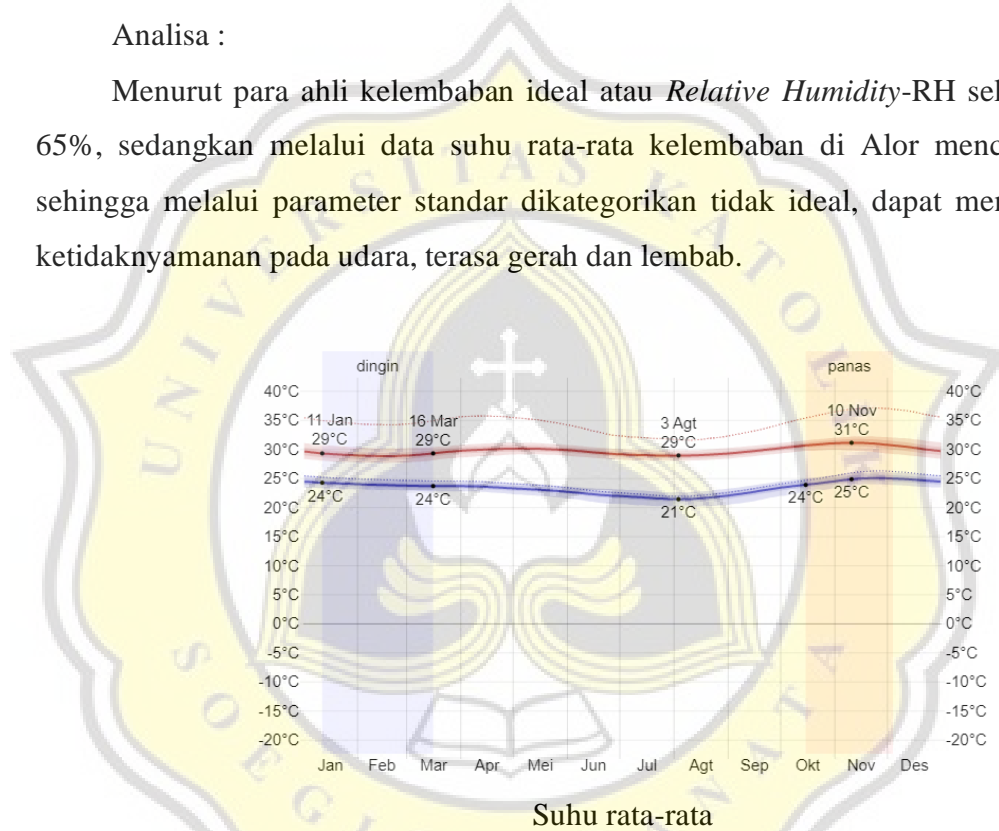 Analisa :
Menurut para ahli kelembaban ideal atau Relative Humidity-RH
65%, sedangkan melalui data suhu rata-rata kelembaban di Alor
sehingga melalui parameter standar dikategorikan tidak ideal, dapat
ketidaknyamanan pada udara, terasa gerah dan lembab.
dingin panas
40°C 40°C
35°C 11 Jan 16 Mar 3 Agt 10 Nov 35°C
30°C 29°C 29°C 29°C 31°C 30°C
25°C 25°C
20°C 24°C 24°C 21°C 24°C 25°C 20°C
15°C 15°C
10°C 10°C
5°C 5°C
0°C 0°C
-5°C -5°C
-10°C -10°C
-15°C -15°C
-20°C -20°C
Jan Feb Mar Apr Mei Jun Jul Agt Sep Okt Nov Des
Suhu rata-rata
UNIVERSITAS KATOL
SOEGI NATA